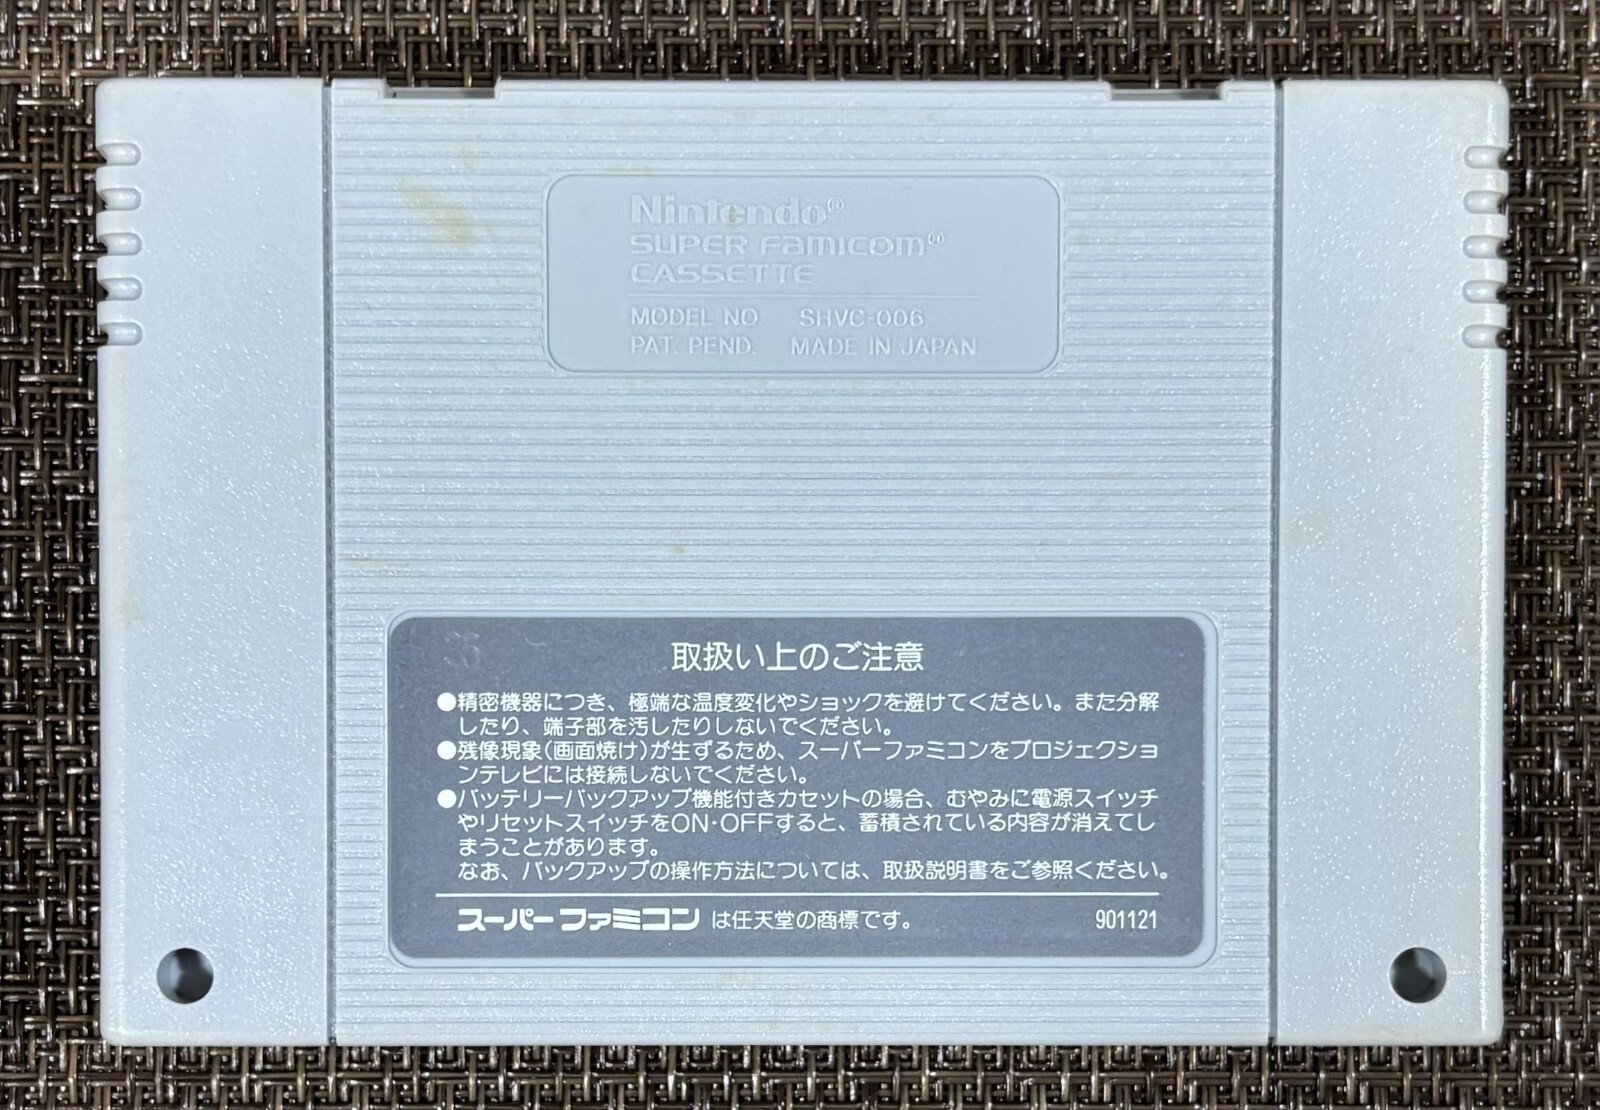 Nintendo®
SUPER FAMICOM®
CASSETTE
MODEL NO. SHVC-006
PAT. PEND. MADE IN JAPAN
取扱い上のご注意
●精密機器につき、極端な温度変化やショックを避けてください。また分解
したり、端子部を汚したりしないでください。
●残像現象(画面焼け)が生ずるため、スーパーファミコンをプロジェクショ
ンテレビには接続しないでください。
●バッテリーバックアップ機能付きカセットの場合、むやみに電源スイッチ
やリセットスイッチをON・OFFすると、蓄積されている内容が消えてし
まうことがあります。
なお、バックアップの操作方法については、取扱説明書をご参照ください。
スーパーファミコン は任天堂の商標です。 901121